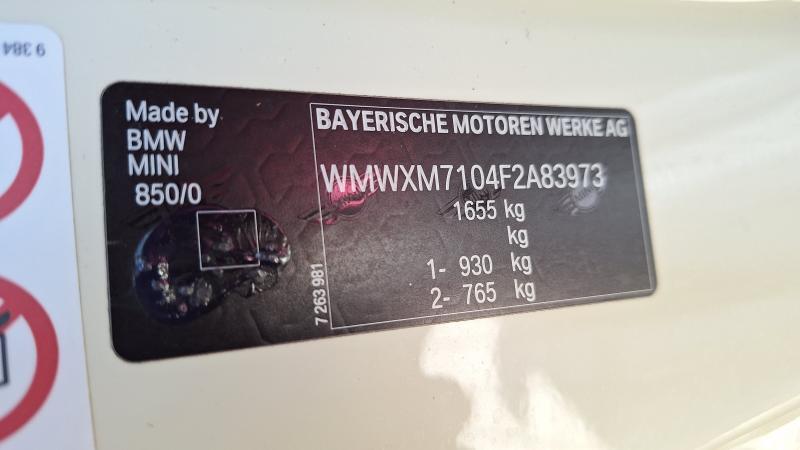 9 384
Made by
BMW
MINI
850/0
BAYERISCHE MOTOREN WERKE AG
WMWXM7104F2A83973
1655 kg
kg
1- 930 kg
2- 765 kg
7 263 981